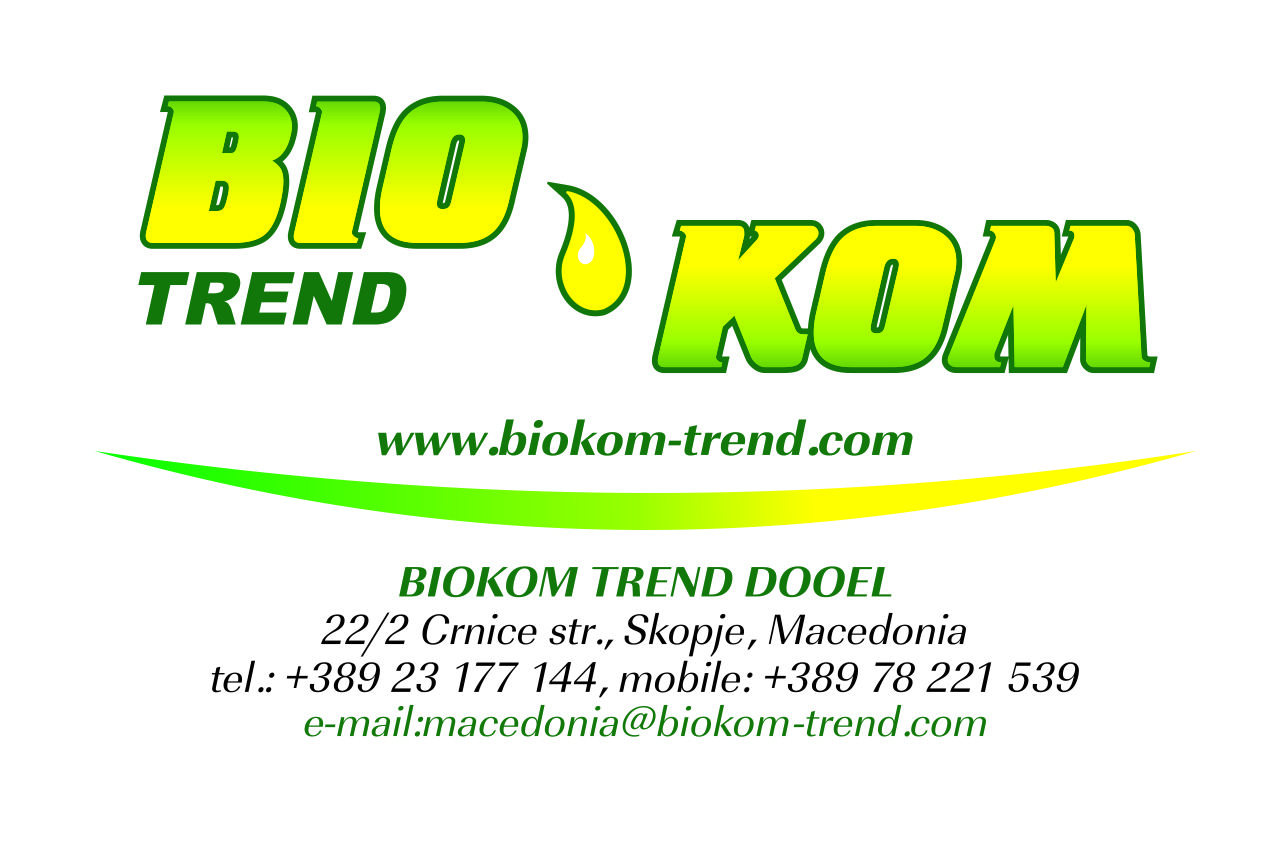 BIO KOM
TREND
www.biokom-trend.com
BIOKOM TREND DOOEL
22/2 Crnice str., Skopje, Macedonia
tel.: +389 23 177 144, mobile: +389 78 221 539
e-mail:macedonia@biokom-trend.com